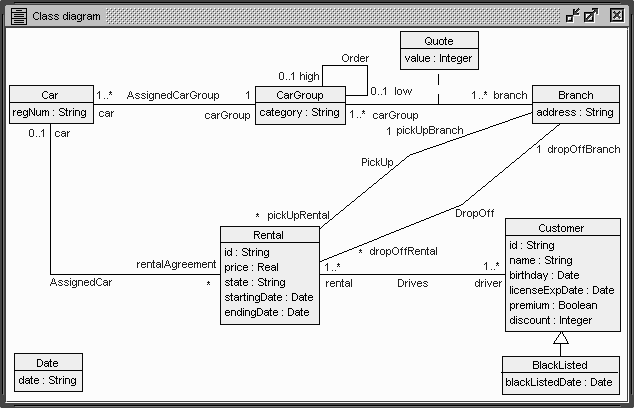 Class diagram
Quote
value : Integer
Order
0..1 high
0..1 low
Car
regNum : String
1..* AssignedCarGroup 1
car
carGroup
CarGroup
category : String
1..* carGroup
1..* branch
Branch
address : String
0..1 car
1 pickUpBranch
1 dropOffBranch
PickUp
DropOff
* pickUpRental
* dropOffRental
Rental
id : String
price : Real
state : String
startingDate : Date
endingDate : Date
rentalAgreement
*
AssignedCar
1..*
rental
Drives
1..*
driver
Customer
id : String
name : String
birthday : Date
licenseExpDate : Date
premium : Boolean
discount : Integer
BlackListed
blackListedDate : Date
Date
date : String